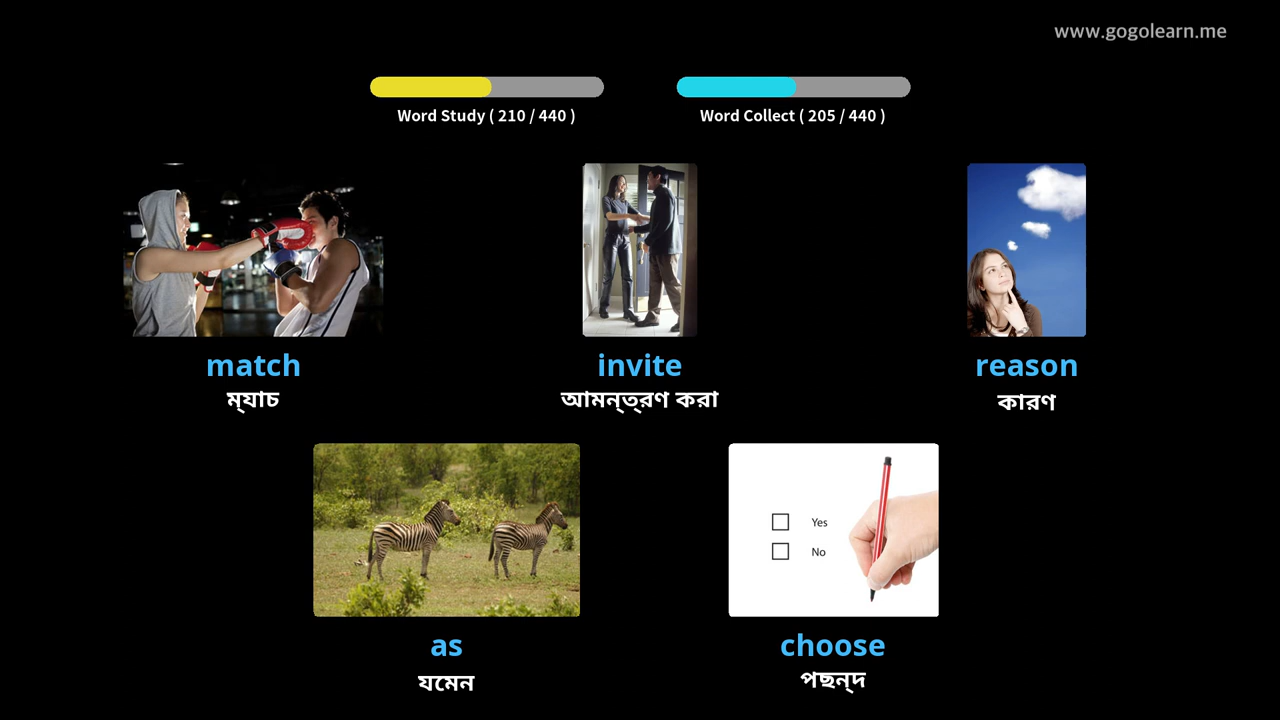 www.gogolearn.me
Word Study ( 210 / 440 )
Word Collect ( 205 / 440 )
match
ম্যাচ
invite
আমন্ত্রণ করা
reason
কারণ
Yes
No
as
যমেন
choose
পছন্দ